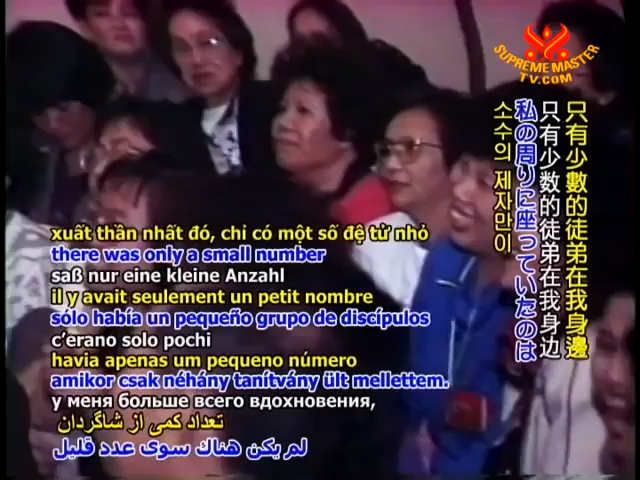 SUPREME MASTER
TV.COM
只有少數的徒弟在我身邊
只有少数的徒弟在我身边
私の周りに座っていたのは
소수의 제자만이
xuất thần nhất đó, chỉ có một số đệ tử nhỏ
there was only a small number
saß nur eine kleine Anzahl
il y avait seulement un petit nombre
sólo había un pequeño grupo de discípulos
c’erano solo pochi
havia apenas um pequeno número
amikor csak néhány tanítvány ült mellettem.
у меня больше всего вдохновения,
تعداد کمی از شاگردان
لم يكن هناك سوى عدد قليل